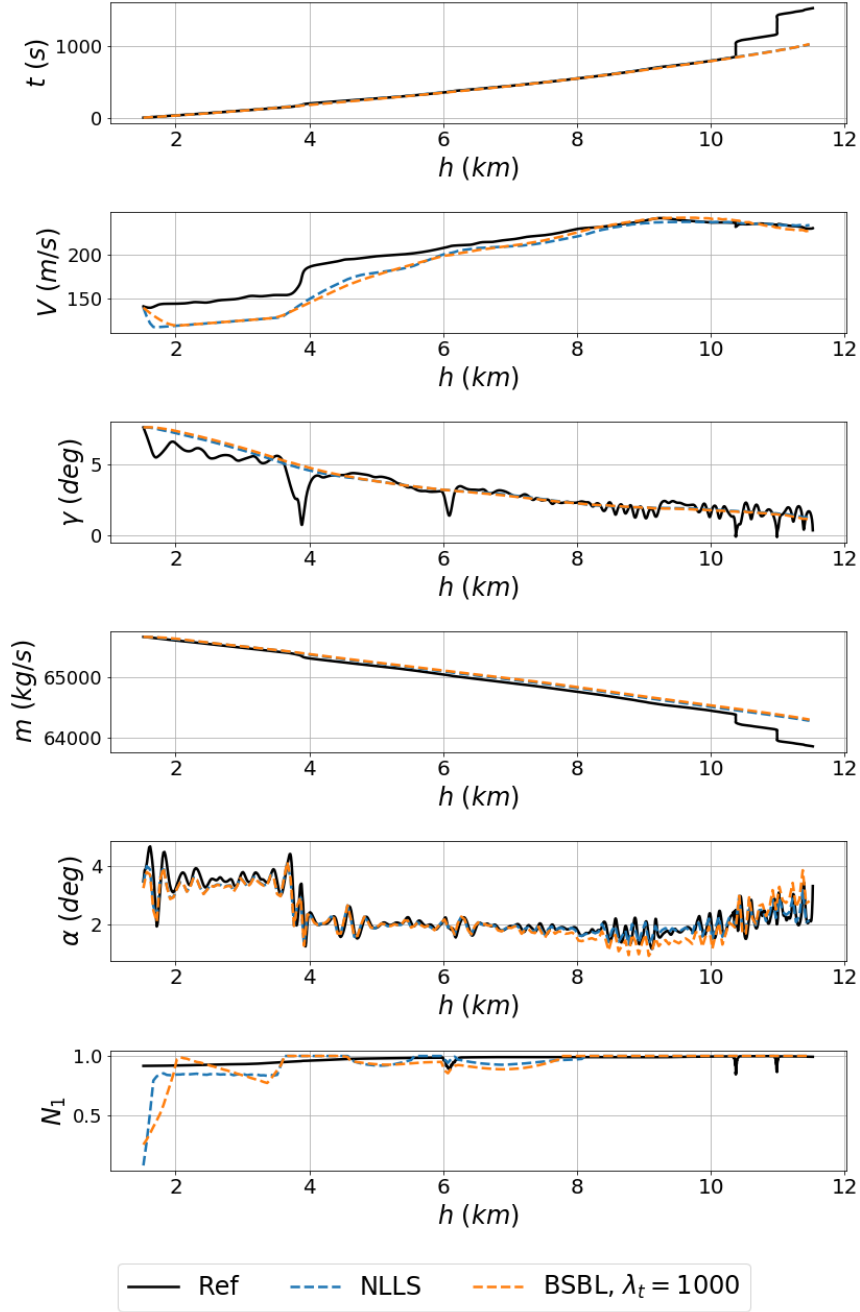 1000
0
t (s)
2 4 6 8 10 12
h (km)
200
150
V (m/s)
2 4 6 8 10 12
h (km)
5
0
γ (deg)
2 4 6 8 10 12
h (km)
65000
64000
m (kg/s)
2 4 6 8 10 12
h (km)
4
2
α (deg)
2 4 6 8 10 12
h (km)
1.0
0.5
N₁
2 4 6 8 10 12
h (km)
Ref NLLS BSBL, λₜ = 1000